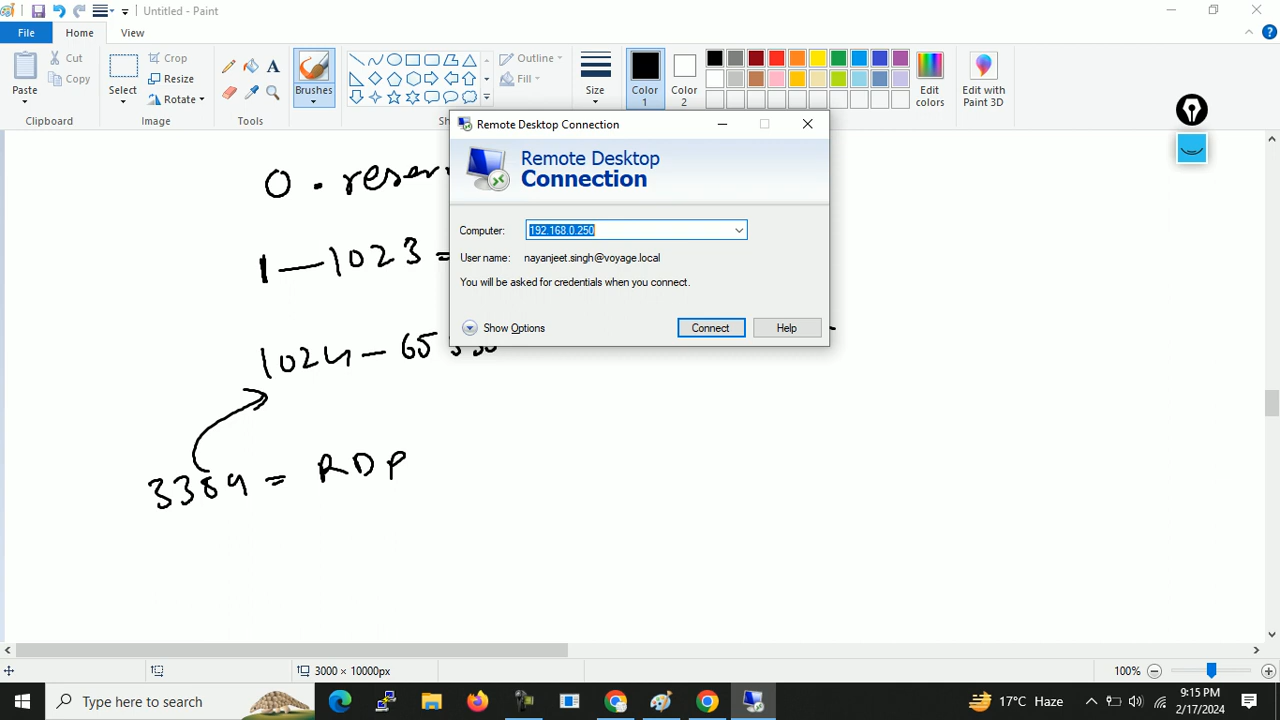 Untitled - Paint
File Home View
Paste
Cut
Copy
Clipboard
Select
Crop
Resize
Rotate
Image
Tools
Brushes
Outline
Fill
Size
Color 1
Color 2
Edit colors
Edit with Paint 3D
Remote Desktop Connection
Remote Desktop
Connection
Computer: 192.168.0.250
User name: nayanjeet.singh@voyage.local
You will be asked for credentials when you connect.
Show Options Connect Help
0 .
1 — 1023 =
1024 —
3389 = RDP
3000 × 10000px
100%
Type here to search
17°C Haze
9:15 PM
2/17/2024